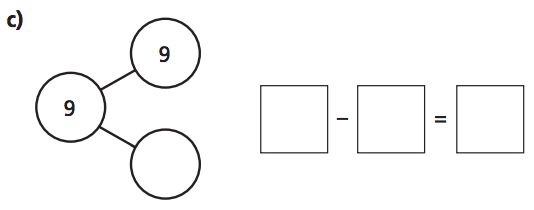 c)
9
9
− =